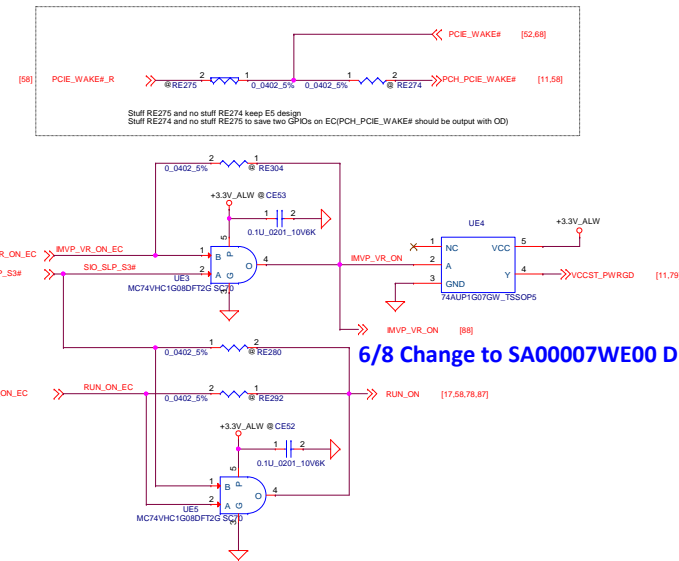 PCIE_WAKE# [52,68]
[58] PCIE_WAKE#_R 2 1 2 PCH_PCIE_WAKE# [11,58]
@RE275 0_0402_5% 0_0402_5% 1 @ RE274
Stuff RE275 and no stuff RE274 keep E5 design
Stuff RE274 and no stuff RE275 to save two GPIOs on EC(PCH_PCIE_WAKE# should be output with OD)
2 1
0_0402_5% @ RE304
+3.3V_ALW @CE53
1 2
0.1U_0201_10V6K
UE4
+3.3V_ALW
R_ON_EC IMVP_VR_ON_EC 1 B P 5
O 4 IMVP_VR_ON
LP_S3# SIO_SLP_S3# 2 A G 3
UE3
MC74VHC1G08DFT2G SC70
1 NC VCC 5
2 A
3 GND Y 4 VCCST_PWRGD [11,79
74AUP1G07GW_TSSOP5
IMVP_VR_ON [88]
6/8 Change to SA00007WE00 D
1 2
0_0402_5% @RE280
ON_EC RUN_ON_EC 2 1 RUN_ON [17,58,78,87]
0_0402_5% @ RE292
+3.3V_ALW @CE52
1 2
0.1U_0201_10V6K
5
1 B P
O 4
2 A G
UE5 3
MC74VHC1G08DFT2G SC70